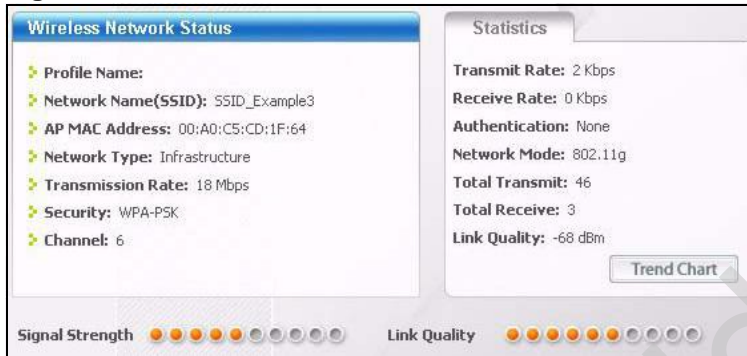 Wireless Network Status
Profile Name:
Network Name(SSID): SSID_Example3
AP MAC Address: 00:A0:C5:CD:1F:64
Network Type: Infrastructure
Transmission Rate: 18 Mbps
Security: WPA-PSK
Channel: 6
Statistics
Transmit Rate: 2 Kbps
Receive Rate: 0 Kbps
Authentication: None
Network Mode: 802.11g
Total Transmit: 46
Total Receive: 3
Link Quality: -68 dBm
Trend Chart
Signal Strength
Link Quality